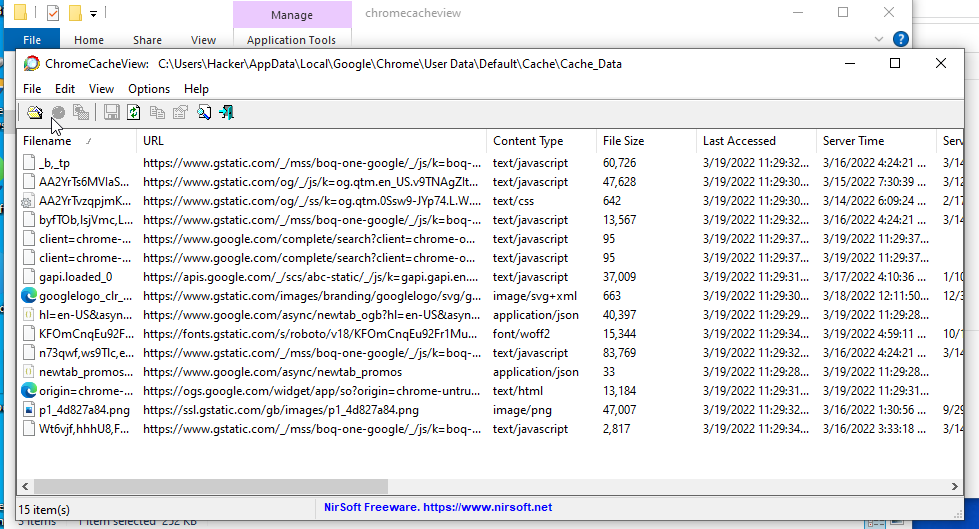 Manage
chromecacheview
File Home Share View Application Tools
ChromeCacheView: C:\Users\Hacker\AppData\Local\Google\Chrome\User Data\Default\Cache\Cache_Data
File Edit View Options Help
Filename URL Content Type File Size Last Accessed Server Time Serv
_b,_tp https://www.gstatic.com/_/mss/boq-one-google/_/js/k=boq-... text/javascript 60,726 3/19/2022 11:29:32... 3/16/2022 4:24:21 ... 3/14
AA2YrTs6MVIaS... https://www.gstatic.com/og/_/js/k=og.qtm.en_US.v9TNAgZIt... text/javascript 47,628 3/19/2022 11:29:30... 3/15/2022 7:30:39 ... 3/12
AA2YrTvzqpjmK... https://www.gstatic.com/og/_/ss/k=og.qtm.0Ssw9-JYp74.L.W... text/css 642 3/19/2022 11:29:30... 3/14/2022 6:09:24 ... 2/17
byfTOb,lsjVmc,L... https://www.gstatic.com/_/mss/boq-one-google/_/js/k=boq-... text/javascript 13,567 3/19/2022 11:29:32... 3/16/2022 4:24:21 ... 3/14
client=chrome-... https://www.google.com/complete/search?client=chrome-o... text/javascript 95 3/19/2022 11:29:37... 3/19/2022 11:29:37...
client=chrome-... https://www.google.com/complete/search?client=chrome-o... text/javascript 95 3/19/2022 11:29:37... 3/19/2022 11:29:37...
gapi.loaded_0 https://apis.google.com/_/scs/abc-static/_/js/k=gapi.gapi.en.... text/javascript 37,009 3/19/2022 11:29:31... 3/17/2022 4:10:36 ... 1/10
googlelogo_clr_... https://www.gstatic.com/images/branding/googlelogo/svg/g... image/svg+xml 663 3/19/2022 11:29:30... 3/18/2022 12:11:50... 12/3
hl=en-US&asyn... https://www.google.com/async/newtab_ogb?hl=en-US&asyn... application/json 40,397 3/19/2022 11:29:29... 3/19/2022 11:29:28...
KFOmCnqEu92F... https://fonts.gstatic.com/s/roboto/v18/KFOmCnqEu92Fr1Mu... font/woff2 15,344 3/19/2022 11:29:34... 3/19/2022 4:59:11 ... 10/1
n73qwf,ws9Tlc,e... https://www.gstatic.com/_/mss/boq-one-google/_/js/k=boq-... text/javascript 83,769 3/19/2022 11:29:32... 3/16/2022 4:24:21 ... 3/14
newtab_promos... https://www.google.com/async/newtab_promos application/json 33 3/19/2022 11:29:28... 3/19/2022 11:29:28...
origin=chrome-... https://ogs.google.com/widget/app/so?origin=chrome-untru... text/html 13,184 3/19/2022 11:29:31... 3/19/2022 11:29:31...
p1_4d827a84.png https://ssl.gstatic.com/gb/images/p1_4d827a84.png image/png 47,007 3/19/2022 11:29:32... 3/16/2022 1:30:56 ... 9/29
Wt6vjf,hhhU8,F... https://www.gstatic.com/_/mss/boq-one-google/_/js/k=boq-... text/javascript 2,817 3/19/2022 11:29:34... 3/16/2022 3:33:18 ... 3/14
15 item(s) NirSoft Freeware. https://www.nirsoft.net
1 item selected 252 KB